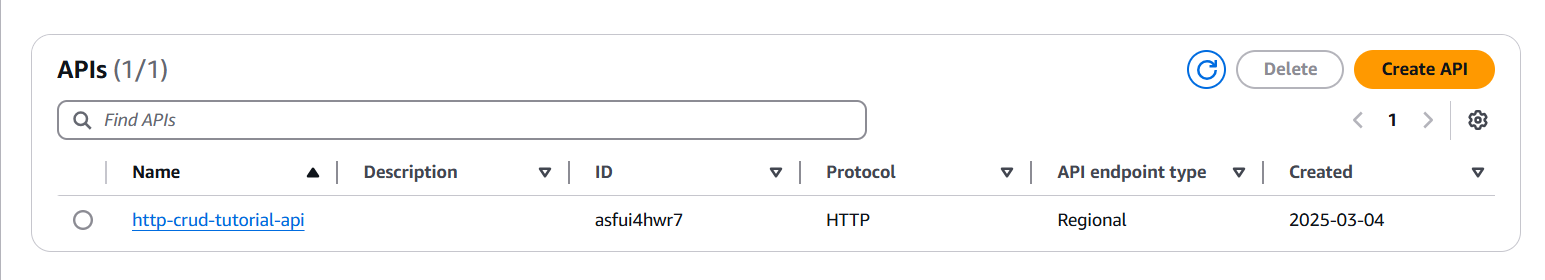 APIs (1/1)
Delete
Create API
Find APIs
1
Name Description ID Protocol API endpoint type Created
http-crud-tutorial-api asfui4hwr7 HTTP Regional 2025-03-04